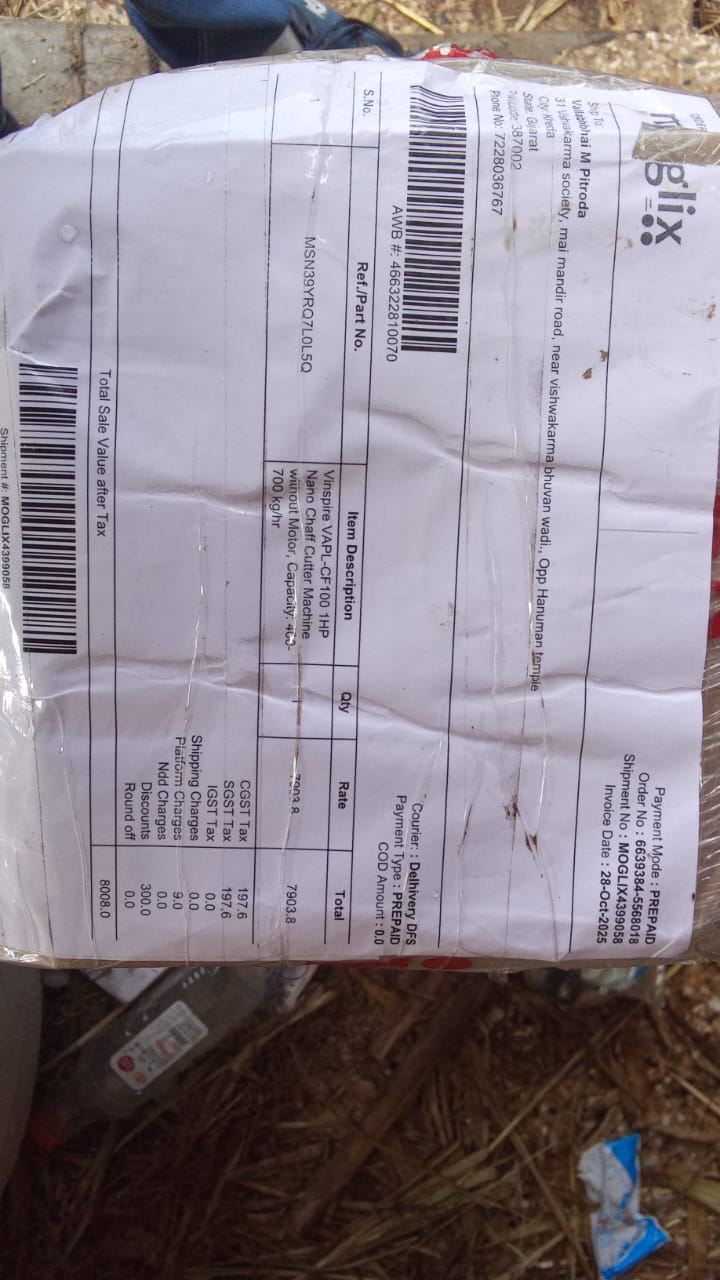 glix
Payment Mode : PREPAID
Order No : 6639384-5568018
Shipment No : MOGLIX4399058
Invoice Date : 28-Oct-2025
Ship To:
Vallabhbhai M Pitroda
31 Vishvakarma society, mai mandir road, near vishwakarma bhuvan wadi., Opp Hanuman temple
City: Kheda
State: Gujarat
Pincode: 387002
Phone No: 7228036767
AWB #: 466322810070
Courier: : Delhivery DFS
Payment Type : PREPAID
COD Amount : 0.0
S.No. Ref./Part No. Item Description Qty Rate Total
1 MSN39YRQ7L0L5Q Vinspire VAPL-CF100 1HP 1 7903.8 7903.8
Nano Chaff Cutter Machine
without Motor, Capacity: 400-
700 kg/hr
CGST Tax 197.6
SGST Tax 197.6
IGST Tax 0.0
Shipping Charges 0.0
Platform Charges 9.0
Ndd Charges 0.0
Discounts 300.0
Round off 0.0
Total Sale Value after Tax 8008.0
Shipment #: MOGLIX4399058